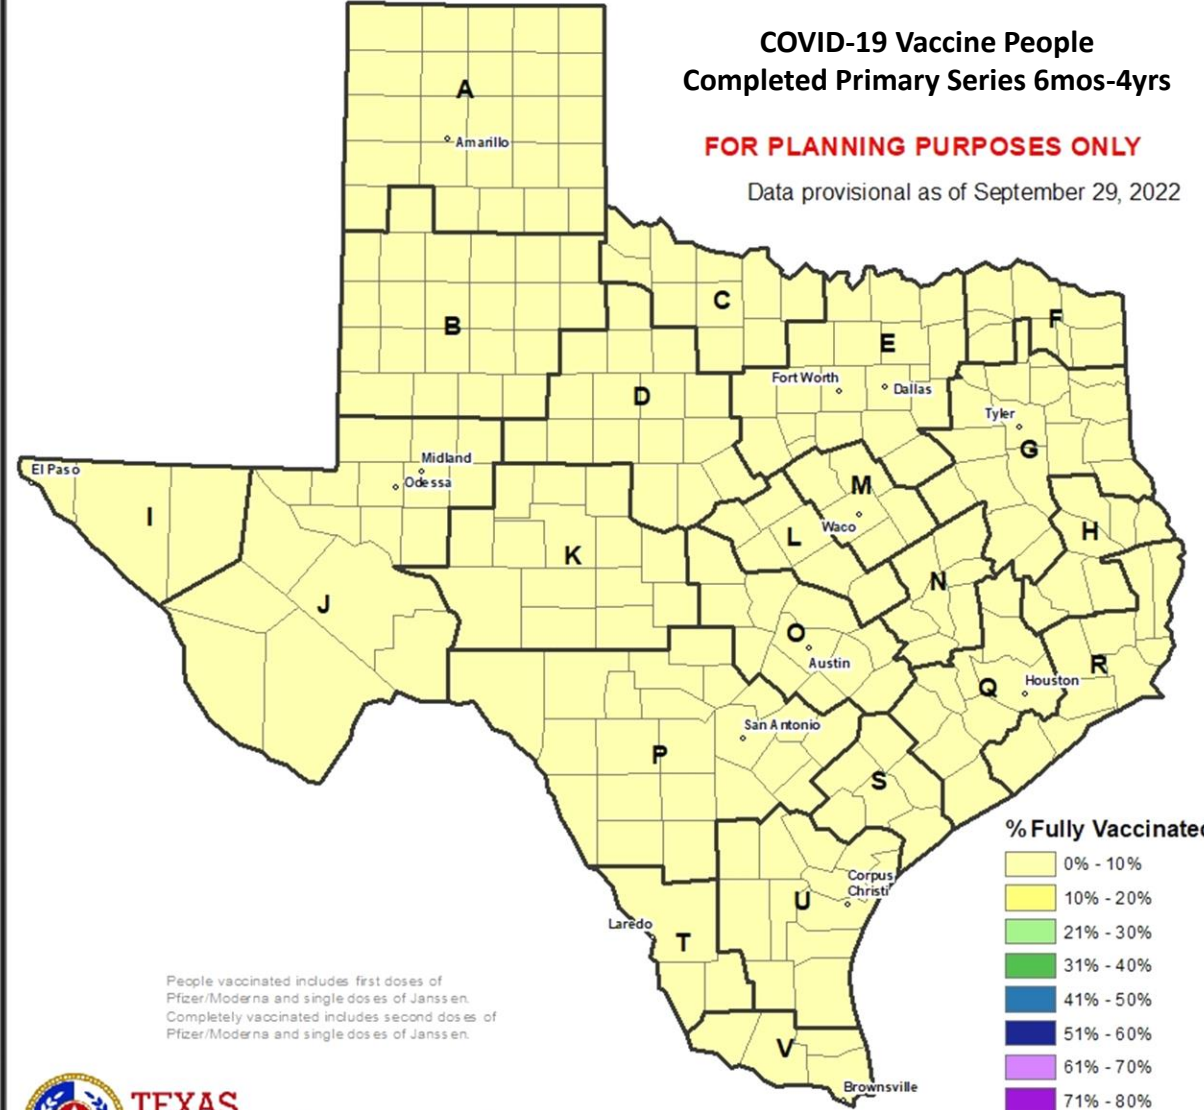 COVID-19 Vaccine People
Completed Primary Series 6mos-4yrs
FOR PLANNING PURPOSES ONLY
Data provisional as of September 29, 2022
A
Amarillo
B
C
D
E
F
Fort Worth
Dallas
Tyler
G
El Paso
Midland
Odessa
I
J
K
L
M
Waco
H
N
O
Austin
Q
Houston
R
San Antonio
P
S
Corpus
Christi
U
Laredo
T
V
Brownsville
% Fully Vaccinated
0% - 10%
10% - 20%
21% - 30%
31% - 40%
41% - 50%
51% - 60%
61% - 70%
71% - 80%
People vaccinated includes first doses of
Pfizer/Moderna and single doses of Janssen.
Completely vaccinated includes second doses of
Pfizer/Moderna and single doses of Janssen.
TEXAS